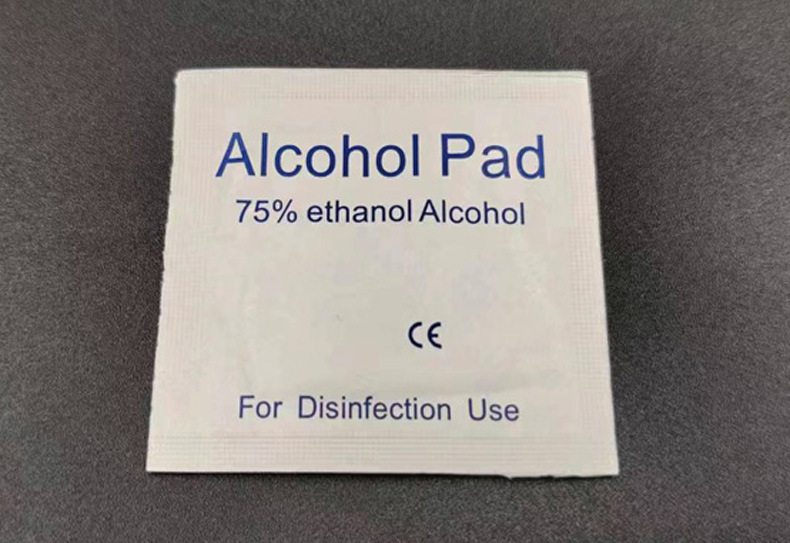 Alcohol Pad
75% ethanol Alcohol
CE
For Disinfection Use